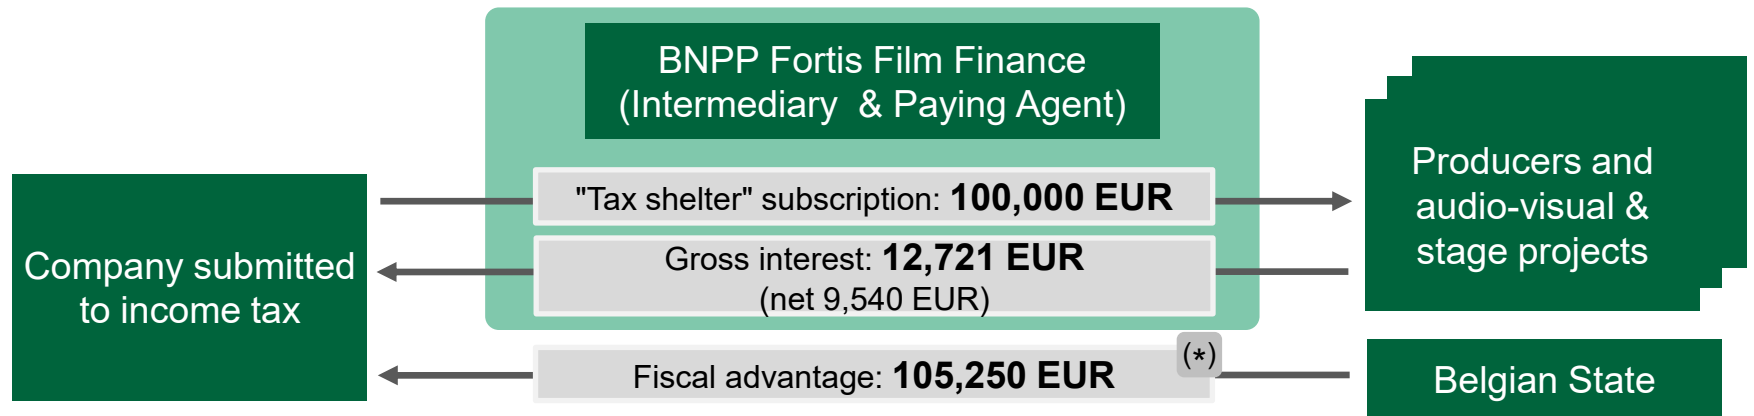 BNPP Fortis Film Finance
(Intermediary & Paying Agent)
"Tax shelter" subscription: 100,000 EUR
Gross interest: 12,721 EUR
(net 9,540 EUR)
(*)
Fiscal advantage: 105,250 EUR
Company submitted
to income tax
Producers and
audio-visual &
stage projects
Belgian State